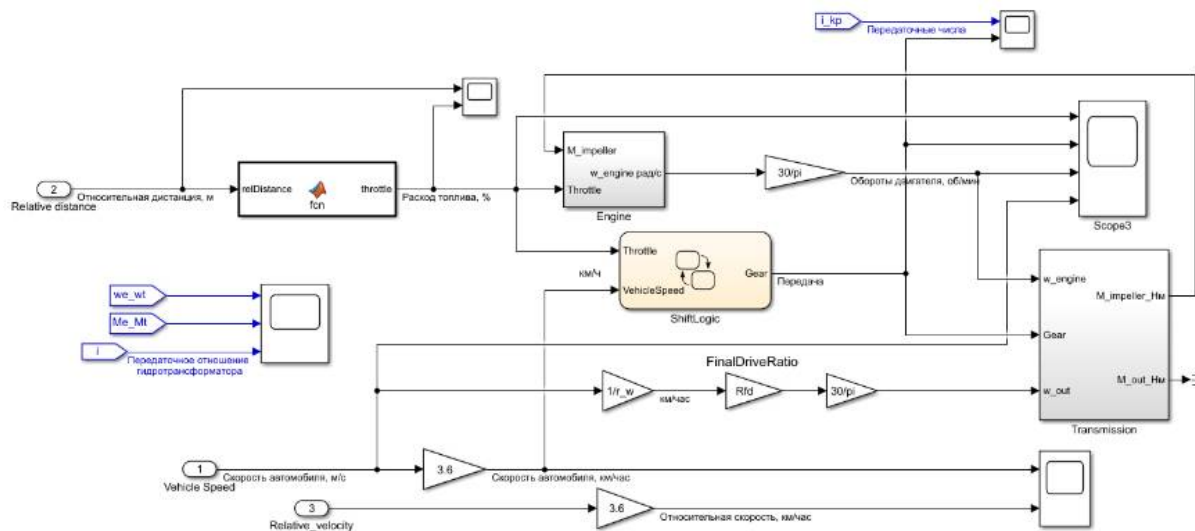 i_kp
Передаточные числа
M_impeller
w_engine рад/с
Throttle
Engine
30/pi
Обороты двигателя, об/мин
Scope3
2
Relative distance
Относительная дистанция, м
relDistance
throttle
fcn
Расход топлива, %
Throttle
км/ч
VehicleSpeed
Gear
ShiftLogic
Передача
w_engine
M_impeller_Нм
Gear
M_out_Нм
w_out
Transmission
we_wt
Me_Mt
i
Передаточное отношение
гидротрансформатора
FinalDriveRatio
1/r_w
км/час
Rfd
30/pi
1
Vehicle Speed
Скорость автомобиля, м/с
3.6
Скорость автомобиля, км/час
3
Relative_velocity
3.6
Относительная скорость, км/час